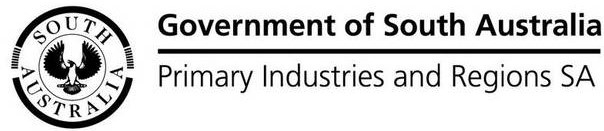 SOUTH
AUSTRALIA
Government of South Australia
Primary Industries and Regions SA